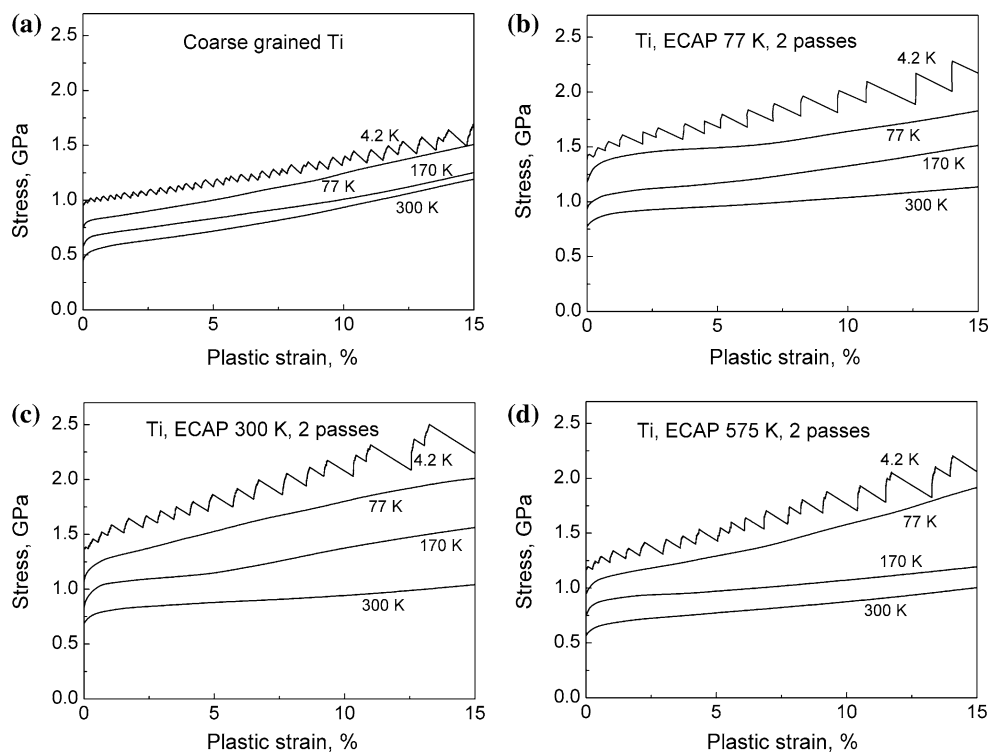 (a)
Coarse grained Ti
2.5
2.0
1.5
1.0
0.5
0.0
Stress, GPa
4.2 K
77 K
170 K
300 K
0
5
10
15
Plastic strain, %
(b)
Ti, ECAP 77 K, 2 passes
2.5
2.0
1.5
1.0
0.5
0.0
Stress, GPa
4.2 K
77 K
170 K
300 K
0
5
10
15
Plastic strain, %
(c)
Ti, ECAP 300 K, 2 passes
2.5
2.0
1.5
1.0
0.5
0.0
Stress, GPa
4.2 K
77 K
170 K
300 K
0
5
10
15
Plastic strain, %
(d)
Ti, ECAP 575 K, 2 passes
2.5
2.0
1.5
1.0
0.5
0.0
Stress, GPa
4.2 K
77 K
170 K
300 K
0
5
10
15
Plastic strain, %